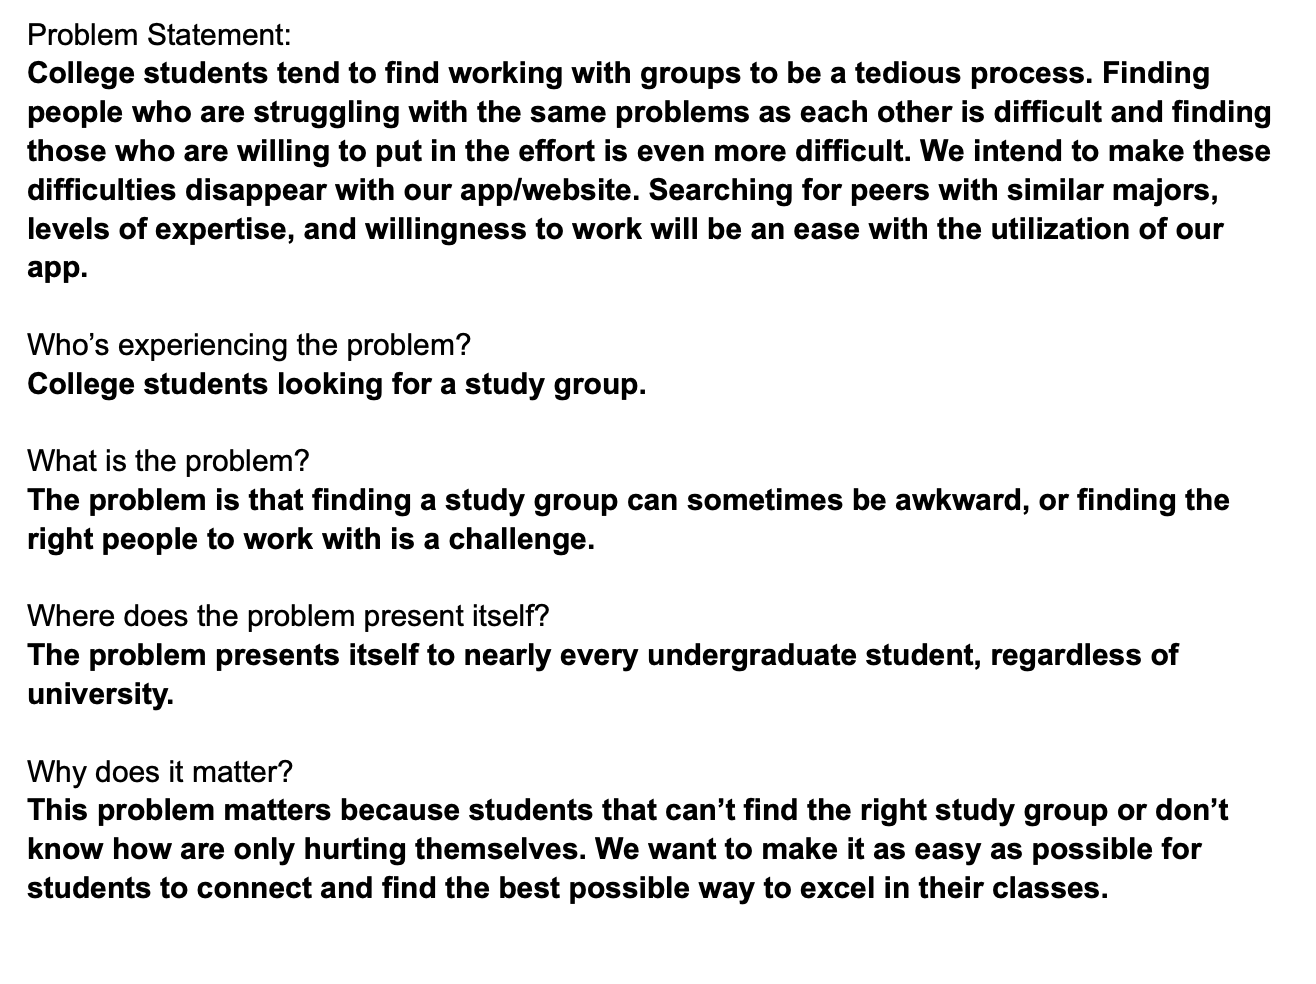 Problem Statement:
College students tend to find working with groups to be a tedious process. Finding
people who are struggling with the same problems as each other is difficult and finding
those who are willing to put in the effort is even more difficult. We intend to make these
difficulties disappear with our app/website. Searching for peers with similar majors,
levels of expertise, and willingness to work will be an ease with the utilization of our
app.
Who’s experiencing the problem?
College students looking for a study group.
What is the problem?
The problem is that finding a study group can sometimes be awkward, or finding the
right people to work with is a challenge.
Where does the problem present itself?
The problem presents itself to nearly every undergraduate student, regardless of
university.
Why does it matter?
This problem matters because students that can’t find the right study group or don’t
know how are only hurting themselves. We want to make it as easy as possible for
students to connect and find the best possible way to excel in their classes.